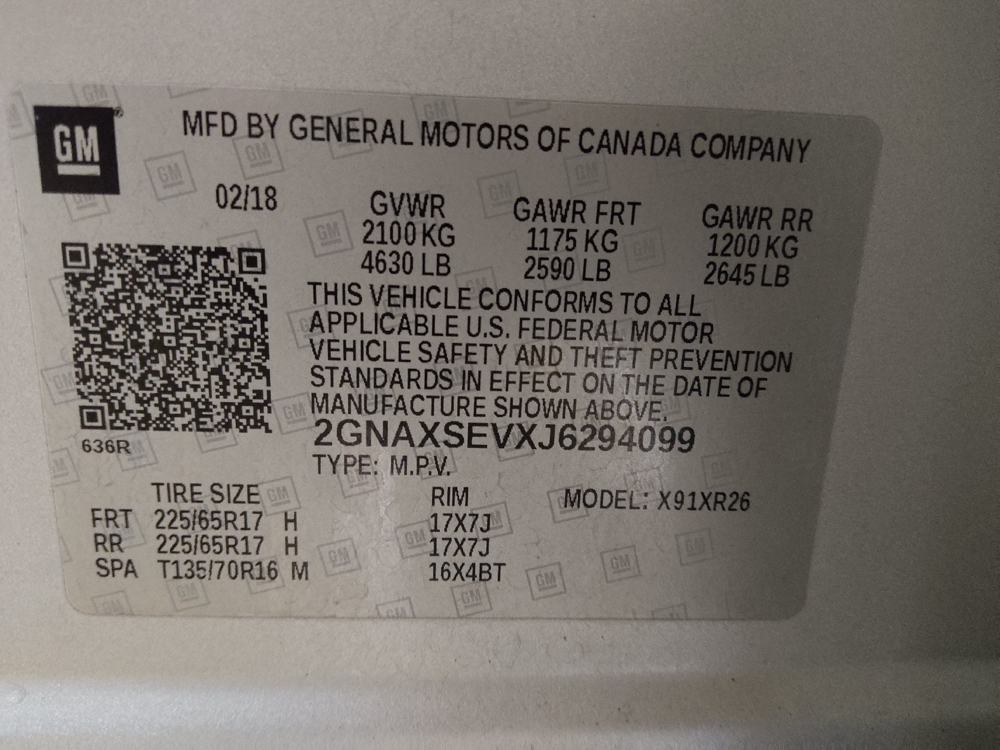 GM
MFD BY GENERAL MOTORS OF CANADA COMPANY
02/18 GVWR GAWR FRT GAWR RR
2100 KG 1175 KG 1200 KG
4630 LB 2590 LB 2645 LB
THIS VEHICLE CONFORMS TO ALL
APPLICABLE U.S. FEDERAL MOTOR
VEHICLE SAFETY AND THEFT PREVENTION
STANDARDS IN EFFECT ON THE DATE OF
MANUFACTURE SHOWN ABOVE.
636R
2GNAXSEVXJ6294099
TYPE: M.P.V.
TIRE SIZE RIM MODEL: X91XR26
FRT 225/65R17 H 17X7J
RR 225/65R17 H 17X7J
SPA T135/70R16 M 16X4BT